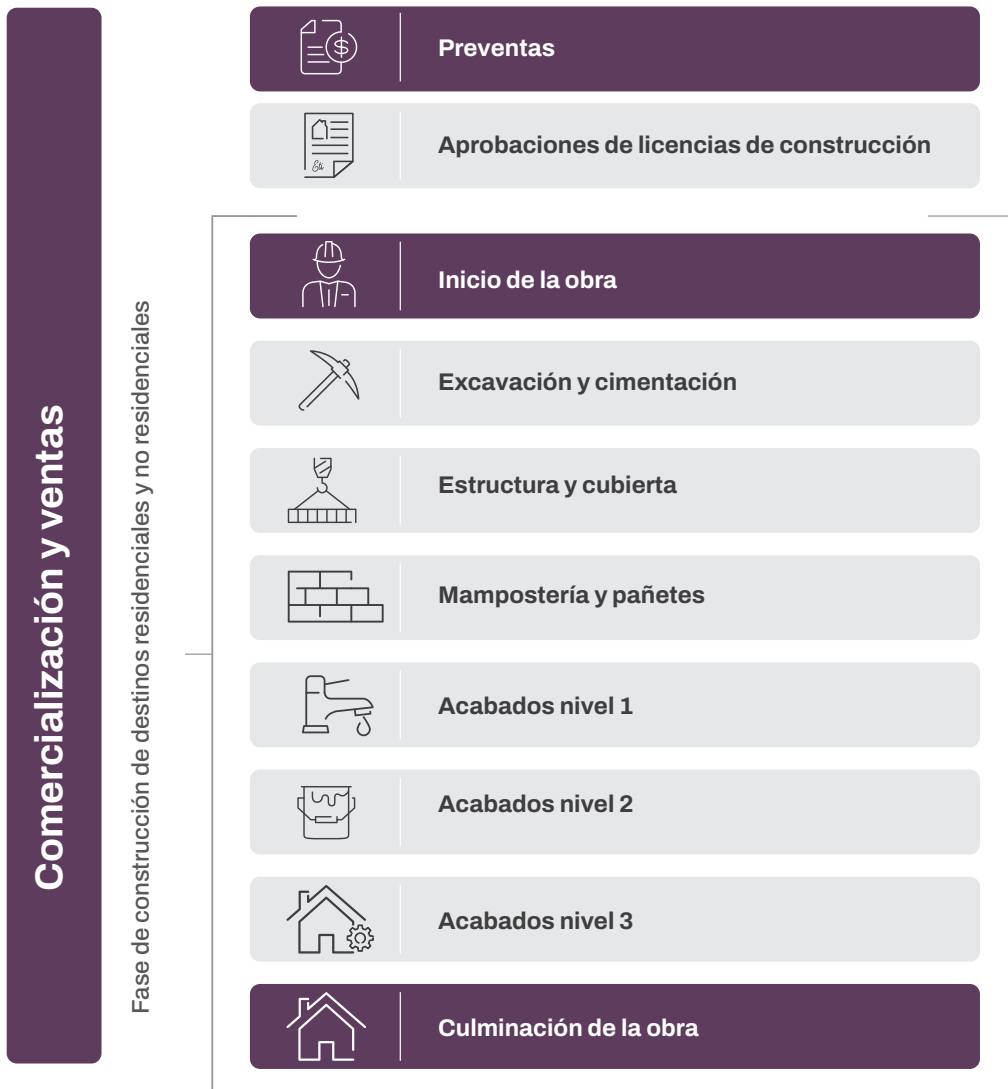 Comercialización y ventas
Fase de construcción de destinos residenciales y no residenciales
Preventas
Aprobaciones de licencias de construcción
Inicio de la obra
Excavación y cimentación
Estructura y cubierta
Mampostería y pañetes
Acabados nivel 1
Acabados nivel 2
Acabados nivel 3
Culminación de la obra